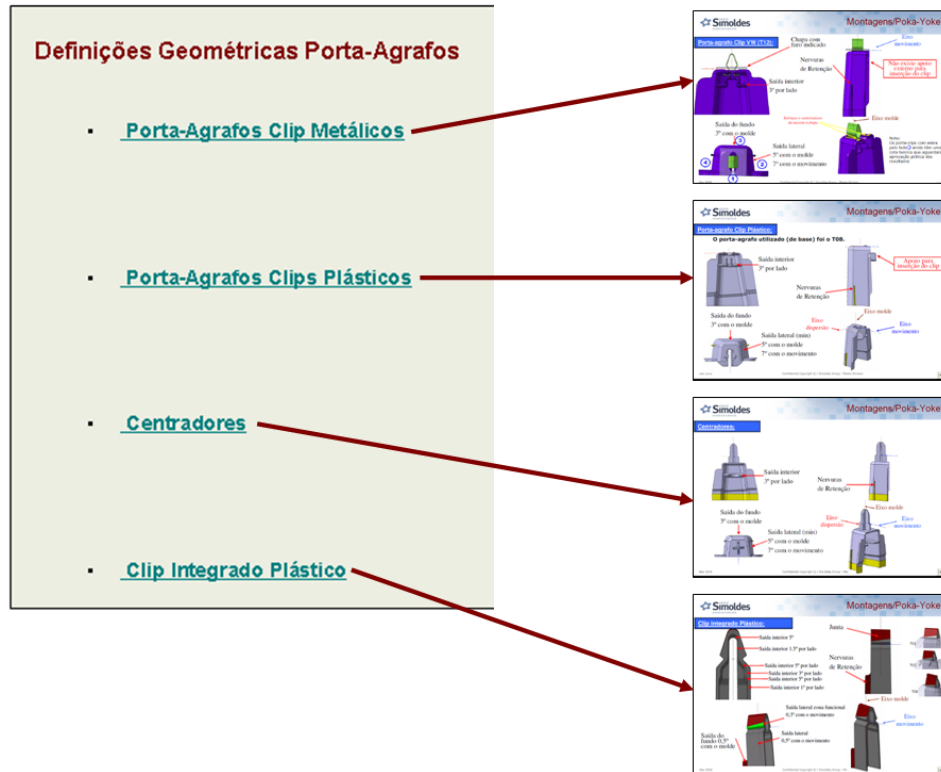 Definições Geométricas Porta-Agrafos
▪ Porta-Agrafos Clip Metálicos
▪ Porta-Agrafos Clips Plásticos
▪ Centradores
▪ Clip Integrado Plástico
Simoldes
Montagens/Poka-Yoke
Porta-agrafo Clip VW (T12):
Chapa com
furo indicado
Eixo
movimento
Nervuras
de Retenção
Não existe apoio
externo para
inserção do clip
Saída interior
3º por lado
Eixo molde
Saída do fundo
3º com o molde
Saída lateral
5º com o molde
7º com o movimento
3
4
2
1
Nota:
Simoldes
Montagens/Poka-Yoke
Porta-agrafo Clip Plástico:
O porta-agrafo utilizado (de base) foi o T08.
Saída interior
3º por lado
Apoio para
inserção do clip
Nervuras
de Retenção
Eixo molde
Saída do fundo
3º com o molde
Eixo
dispersão
Eixo
movimento
Saída lateral (min)
5º com o molde
7º com o movimento
Simoldes
Montagens/Poka-Yoke
Centradores:
Saída interior
3º por lado
Nervuras
de Retenção
Eixo molde
Saída do fundo
3º com o molde
Eixo
dispersão
Eixo
movimento
Saída lateral (min)
5º com o molde
7º com o movimento
Simoldes
Montagens/Poka-Yoke
Clip integrado Plástico:
Junta
Saída interior 5º
Saída interior 1.5º por lado
Nervuras
de Retenção
Saída interior 5º por lado
Saída interior 3º por lado
Saída interior 5º por lado
Saída interior 1º por lado
Eixo molde
Saída lateral zona funcional
0,5º com o movimento
Eixo
movimento
Saída do
fundo 0,5º
com o molde
Saída lateral
0,5º com o movimento